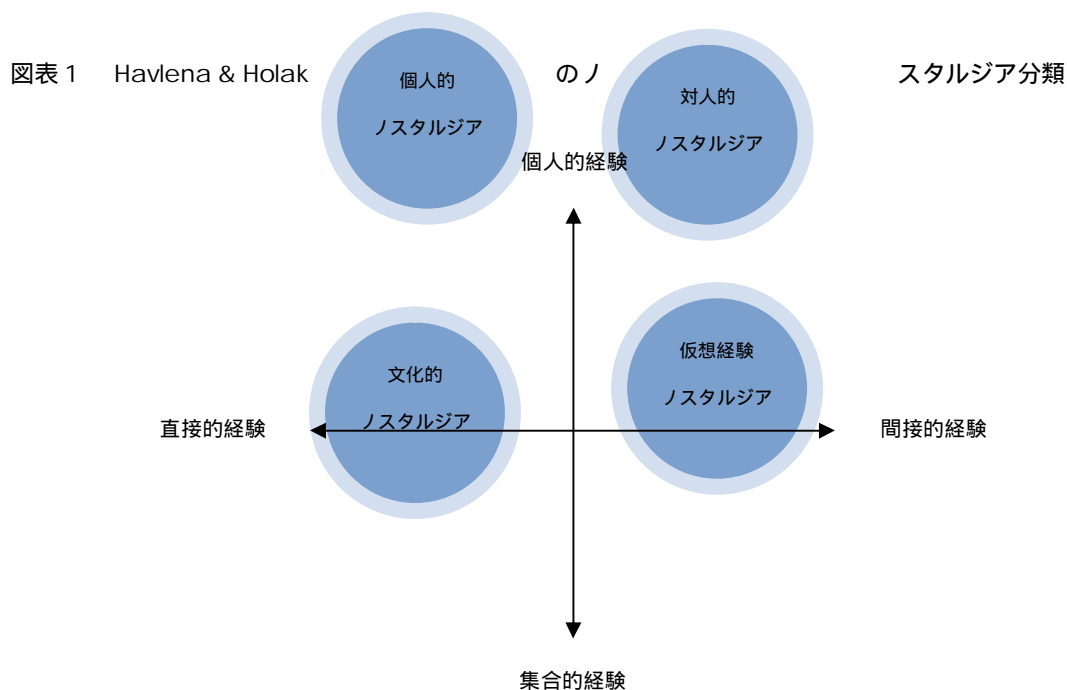 図表1 Havlena & Holak のノスタルジア分類
個人的
ノスタルジア
対人的
ノスタルジア
個人的経験
文化的
ノスタルジア
仮想経験
ノスタルジア
直接的経験
間接的経験
集合的経験